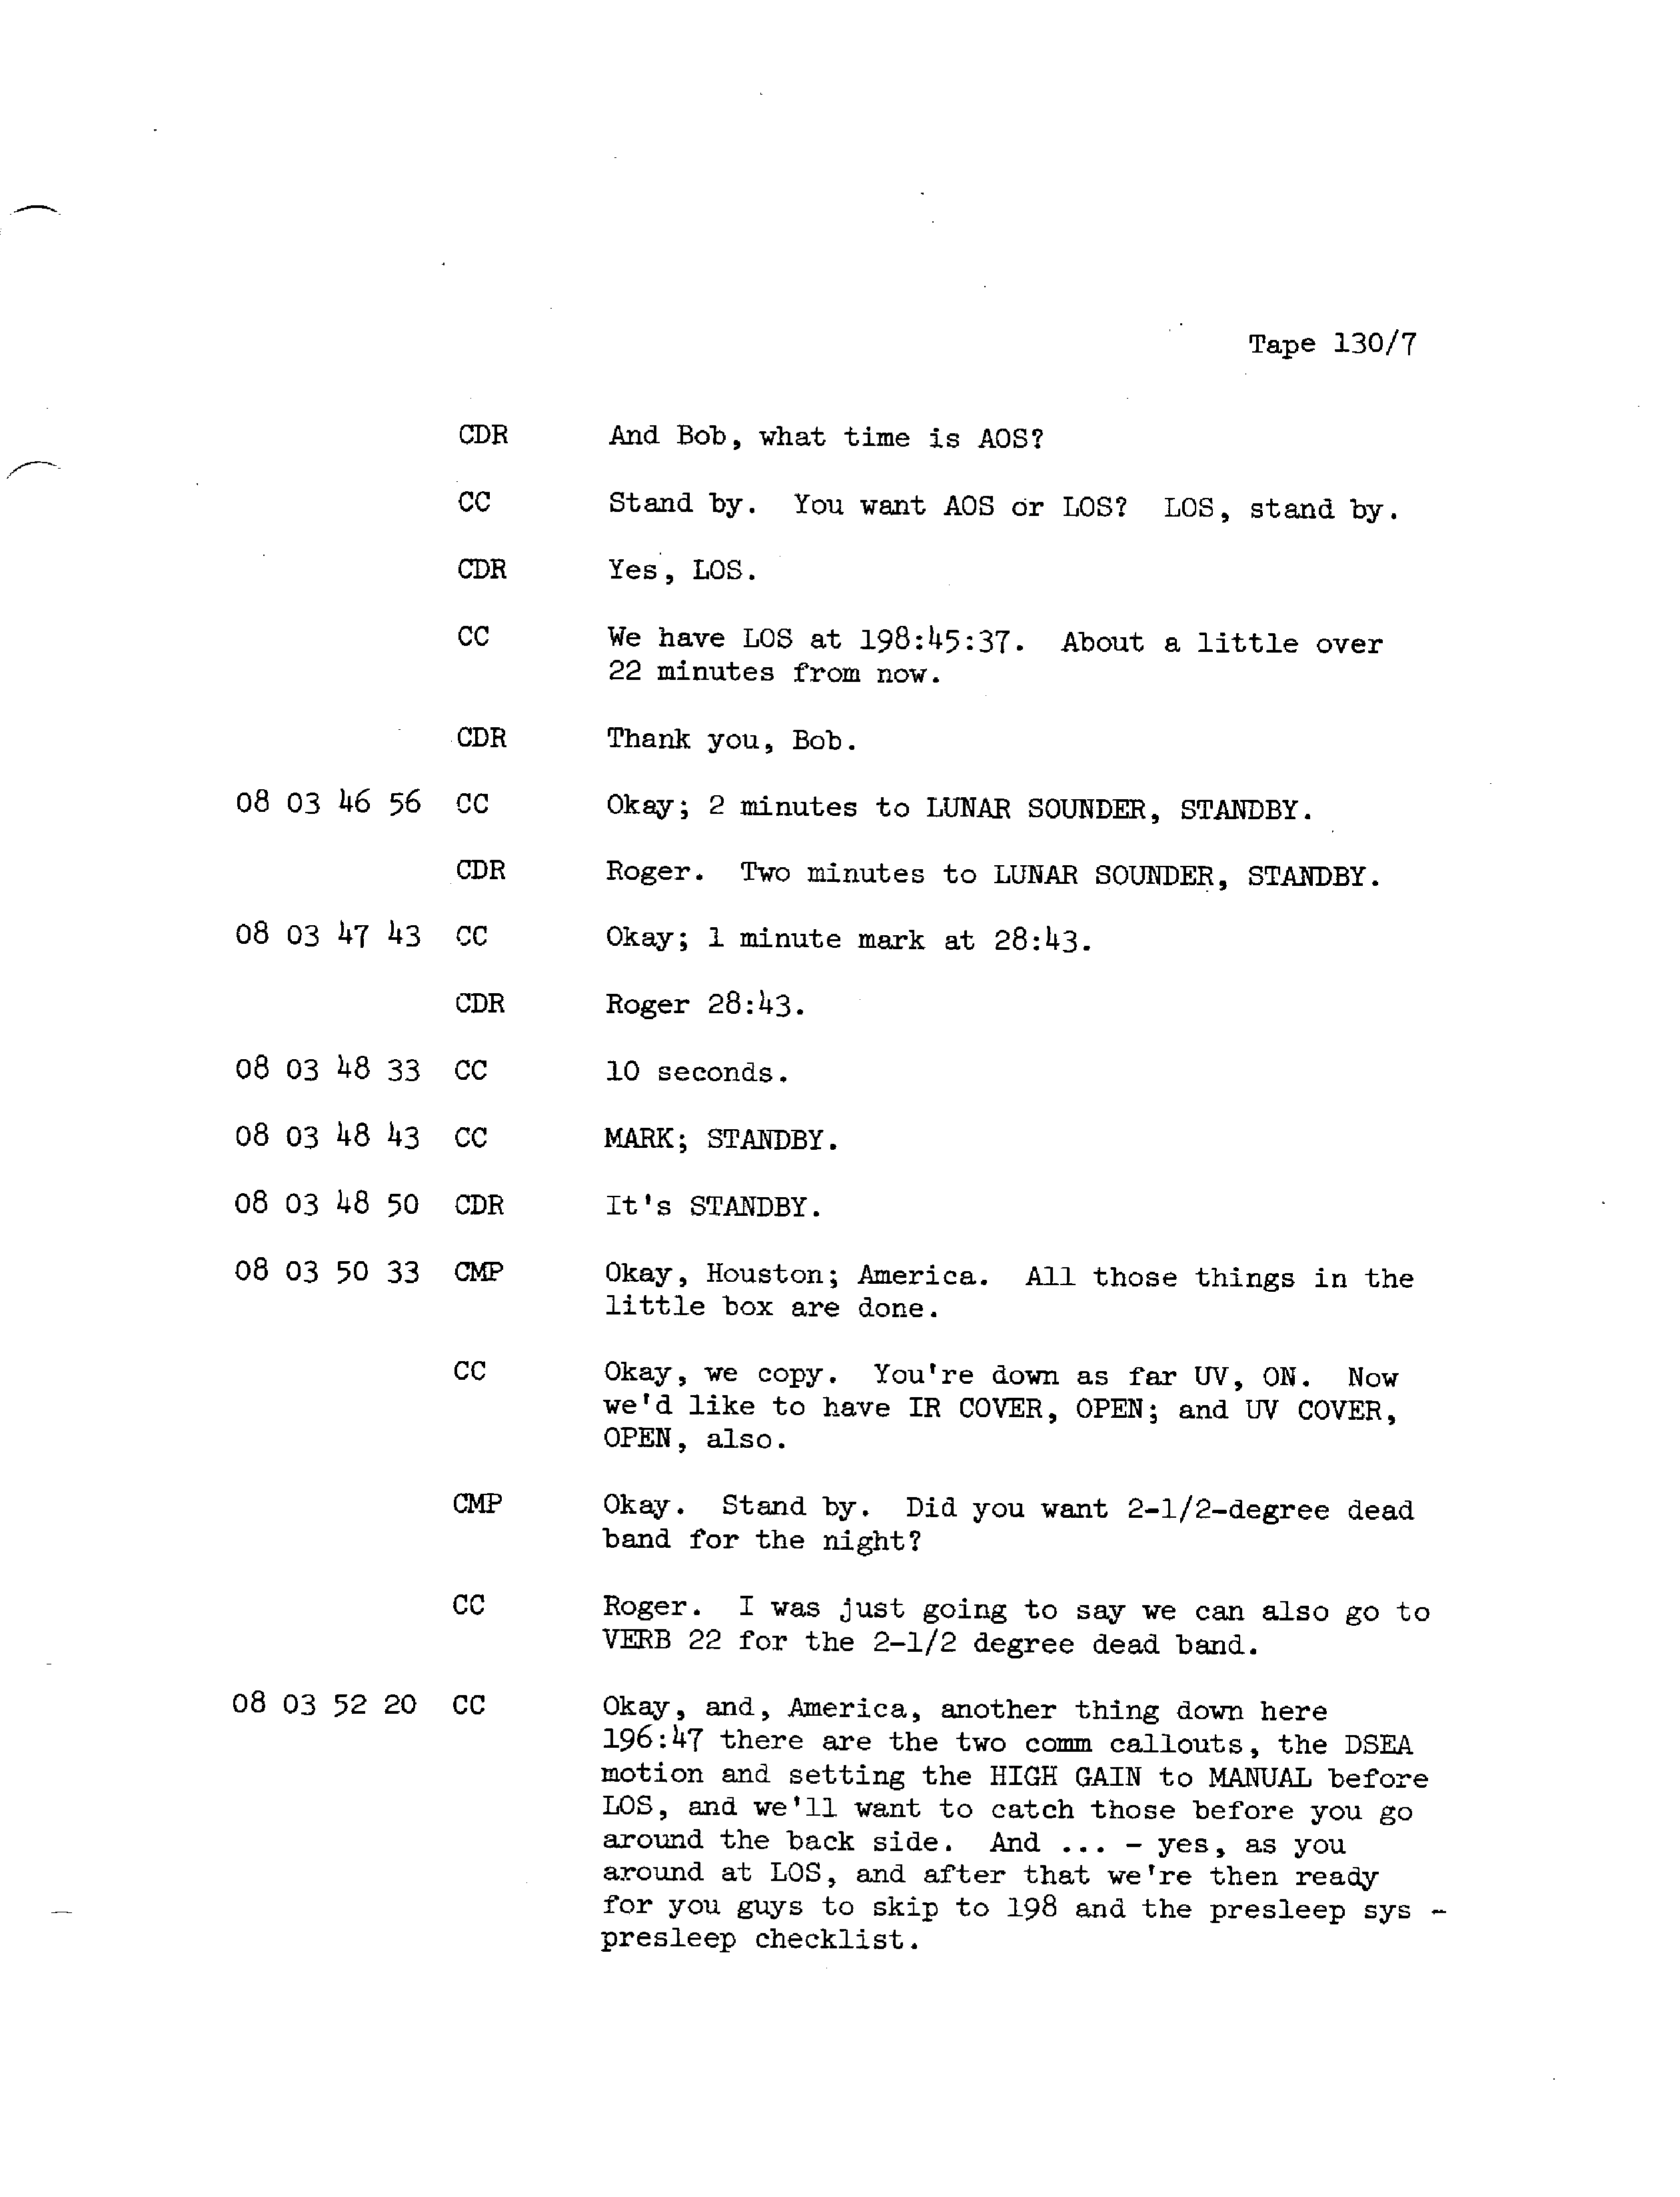 Tape 130/7
CDR And Bob, what time is AOS?
CC Stand by. You want AOS or LOS? LOS, stand by.
CDR Yes, LOS.
CC We have LOS at 198:45:37. About a little over
22 minutes from now.
CDR Thank you, Bob.
08 03 46 56 CC Okay; 2 minutes to LUNAR SOUNDER, STANDBY.
CDR Roger. Two minutes to LUNAR SOUNDER, STANDBY.
08 03 47 43 CC Okay; 1 minute mark at 28:43.
CDR Roger 28:43.
08 03 48 33 CC 10 seconds.
08 03 48 43 CC MARK; STANDBY.
08 03 48 50 CDR It's STANDBY.
08 03 50 33 CMP Okay, Houston; America. All those things in the
little box are done.
CC Okay, we copy. You're down as far UV, ON. Now
we'd like to have IR COVER, OPEN; and UV COVER,
OPEN, also.
CMP Okay. Stand by. Did you want 2-1/2-degree dead
band for the night?
CC Roger. I was just going to say we can also go to
VERB 22 for the 2-1/2 degree dead band.
08 03 52 20 CC Okay, and, America, another thing down here
196:47 there are the two comm callouts, the DSEA
motion and setting the HIGH GAIN to MANUAL before
LOS, and we'll want to catch those before you go
around the back side. And ... - yes, as you
around at LOS, and after that we're then ready
for you guys to skip to 198 and the presleep sys -
presleep checklist.